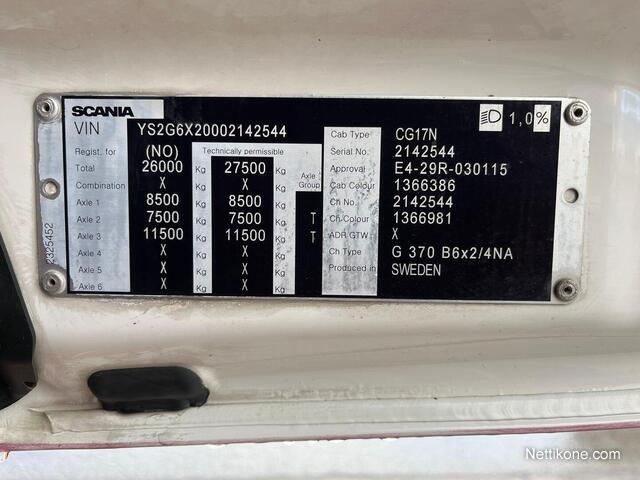 SCANIA 1,0%
VIN YS2G6X20002142544 Cab Type CG17N
Regist. for (NO) Technically permissible Serial No. 2142544
Total 26000 Kg 27500 Kg Axle Group Approval E4-29R-030115
Combination X Kg X Kg Cab Colour 1366386
Axle 1 8500 Kg 8500 Kg Ch No. 2142544
Axle 2 7500 Kg 7500 Kg T Ch Colour 1366981
Axle 3 11500 Kg 11500 Kg T ADR GTW X
Axle 4 X Kg X Kg Ch Type G 370 B6x2/4NA
Axle 5 X Kg X Kg Produced in SWEDEN
Axle 6 X Kg X Kg
2325452
Nettikone.com